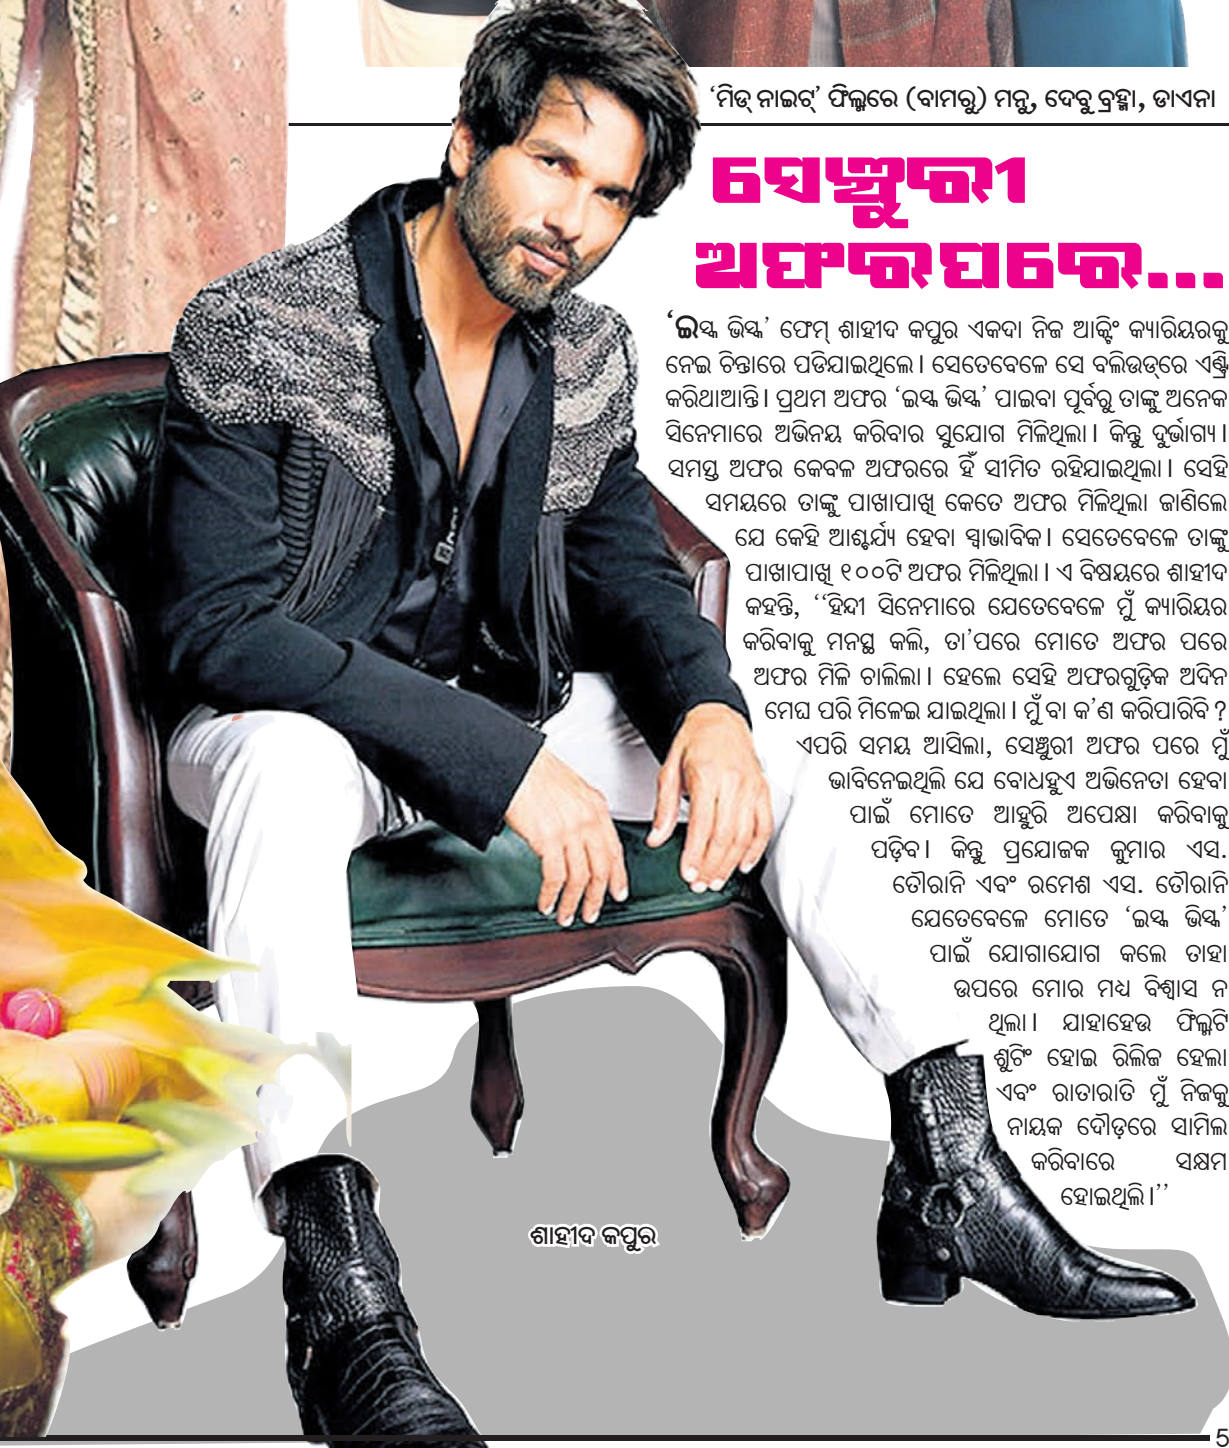 ‘ମିଡ୍ ନାଇଟ୍’ ଫିଲ୍ମରେ (ବାମରୁ) ମନୁ, ଦେବୁ ବ୍ରହ୍ମା, ଡାଏନା
ସେଞ୍ଚୁରୀ
ଅଫରପରେ...
‘ଇସ୍କ ଭିସ୍କ’ ଫେମ୍ ଶାହୀଦ କପୁର ଏକଦା ନିଜ ଆକ୍ଟିଂ କ୍ୟାରିୟରକୁ
ନେଇ ଚିନ୍ତାରେ ପଡିଯାଇଥିଲେ। ସେତେବେଳେ ସେ ବଲିଉଡ୍‌ରେ ଏଣ୍ଟ୍ରି
କରିଥାଆନ୍ତି। ପ୍ରଥମ ଅଫର ‘ଇସ୍କ ଭିସ୍କ’ ପାଇବା ପୂର୍ବରୁ ତାଙ୍କୁ ଅନେକ
ସିନେମାରେ ଅଭିନୟ କରିବାର ସୁଯୋଗ ମିଳିଥିଲା। କିନ୍ତୁ ଦୁର୍ଭାଗ୍ୟ।
ସମସ୍ତ ଅଫର କେବଳ ଅଫରରେ ହିଁ ସୀମିତ ରହିଯାଇଥିଲା। ସେହି
ସମୟରେ ତାଙ୍କୁ ପାଖାପାଖି କେତେ ଅଫର ମିଳିଥିଲା ଜାଣିଲେ
ଯେ କେହି ଆଶ୍ଚର୍ଯ୍ୟ ହେବା ସ୍ୱାଭାବିକ। ସେତେବେଳେ ତାଙ୍କୁ
ପାଖାପାଖି ୧୦୦ଟି ଅଫର ମିଳିଥିଲା। ଏ ବିଷୟରେ ଶାହୀଦ
କହନ୍ତି, ‘‘ହିନ୍ଦୀ ସିନେମାରେ ଯେତେବେଳେ ମୁଁ କ୍ୟାରିୟର
କରିବାକୁ ମନସ୍ଥ କଲି, ତା’ପରେ ମୋତେ ଅଫର ପରେ
ଅଫର ମିଳି ଚାଲିଲା। ହେଲେ ସେହି ଅଫରଗୁଡ଼ିକ ଅଦିନ
ମେଘ ପରି ମିଳେଇ ଯାଇଥିଲା। ମୁଁ ବା କ’ଣ କରିପାରିବି?
ଏପରି ସମୟ ଆସିଲା, ସେଞ୍ଚୁରୀ ଅଫର ପରେ ମୁଁ
ଭାବିନେଇଥିଲି ଯେ ବୋଧହୁଏ ଅଭିନେତା ହେବା
ପାଇଁ ମୋତେ ଆହୁରି ଅପେକ୍ଷା କରିବାକୁ
ପଡ଼ିବ। କିନ୍ତୁ ପ୍ରଯୋଜକ କୁମାର ଏସ.
ତୌରାନି ଏବଂ ରମେଶ ଏସ. ତୌରାନି
ଯେତେବେଳେ ମୋତେ ‘ଇସ୍କ ଭିସ୍କ’
ପାଇଁ ଯୋଗାଯୋଗ କଲେ ତାହା
ଉପରେ ମୋର ମଧ୍ୟ ବିଶ୍ୱାସ ନ
ଥିଲା। ଯାହାହେଉ ଫିଲ୍ମଟି
ଶୁଟିଂ ହୋଇ ରିଲିଜ ହେଲା
ଏବଂ ରାତାରାତି ମୁଁ ନିଜକୁ
ନାୟକ ଦୌଡ଼ରେ ସାମିଲ
କରିବାରେ ସକ୍ଷମ
ହୋଇଥିଲି।’’
ଶାହୀଦ କପୁର
5